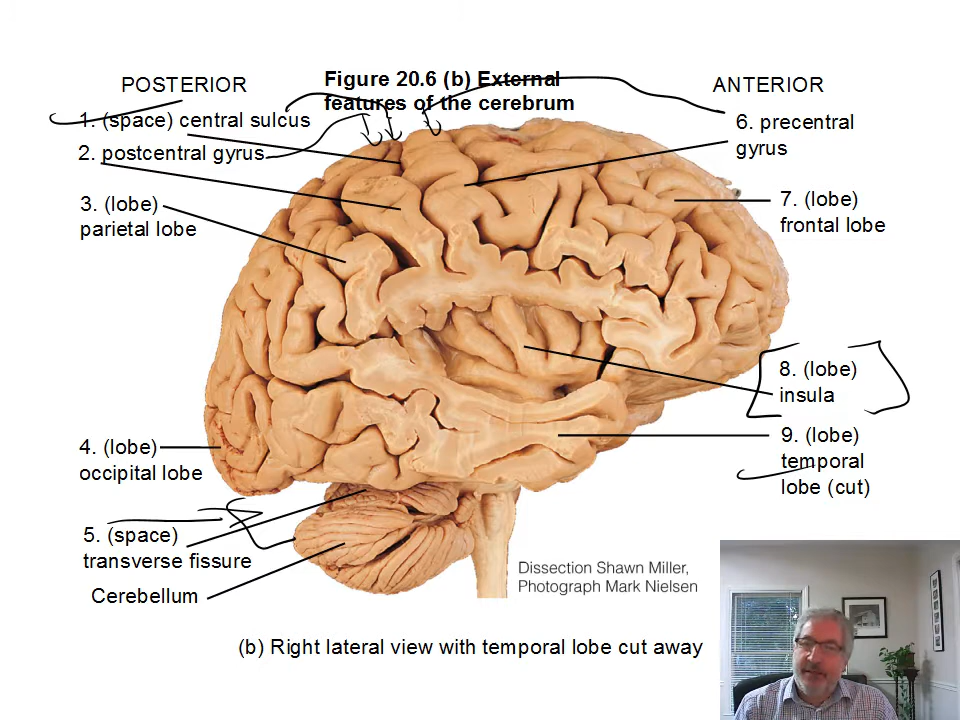 POSTERIOR
Figure 20.6 (b) External
features of the cerebrum
ANTERIOR
1. (space) central sulcus
2. postcentral gyrus
3. (lobe)
parietal lobe
4. (lobe)
occipital lobe
5. (space)
transverse fissure
Cerebellum
6. precentral
gyrus
7. (lobe)
frontal lobe
8. (lobe)
insula
9. (lobe)
temporal
lobe (cut)
Dissection Shawn Miller,
Photograph Mark Nielsen
(b) Right lateral view with temporal lobe cut away